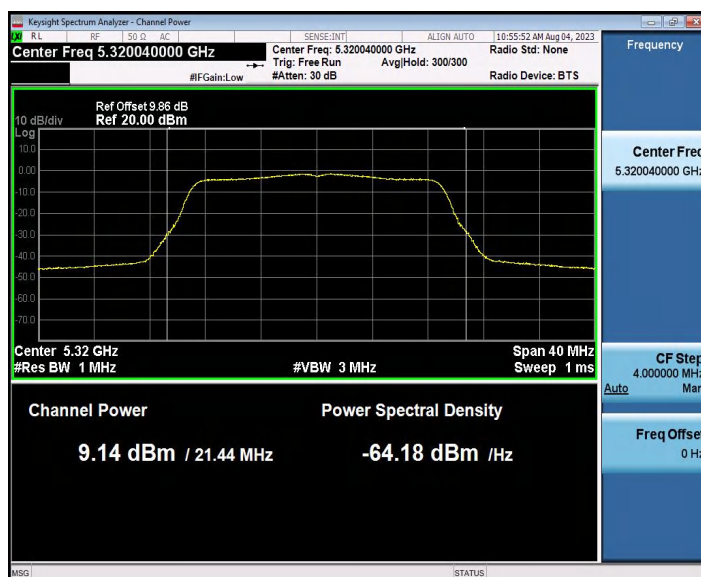 Keysight Spectrum Analyzer - Channel Power
LXI RL RF 50 Ω AC SENSE:INT ALIGN AUTO 10:55:52 AM Aug 04, 2023
Center Freq 5.320040000 GHz
Center Freq: 5.320040000 GHz
Radio Std: None
Trig: Free Run
Avg|Hold: 300/300
#IFGain:Low
#Atten: 30 dB
Radio Device: BTS
Ref Offset 9.86 dB
10 dB/div
Ref 20.00 dBm
Log
10.0
0.00
-10.0
-20.0
-30.0
-40.0
-50.0
-60.0
-70.0
Center 5.32 GHz
Span 40 MHz
#Res BW 1 MHz
#VBW 3 MHz
Sweep 1 ms
Channel Power
Power Spectral Density
9.14 dBm / 21.44 MHz
-64.18 dBm /Hz
MSG
STATUS
Frequency
Center Freq
5.320040000 GHz
CF Step
4.000000 MHz
Auto Man
Freq Offset
0 Hz